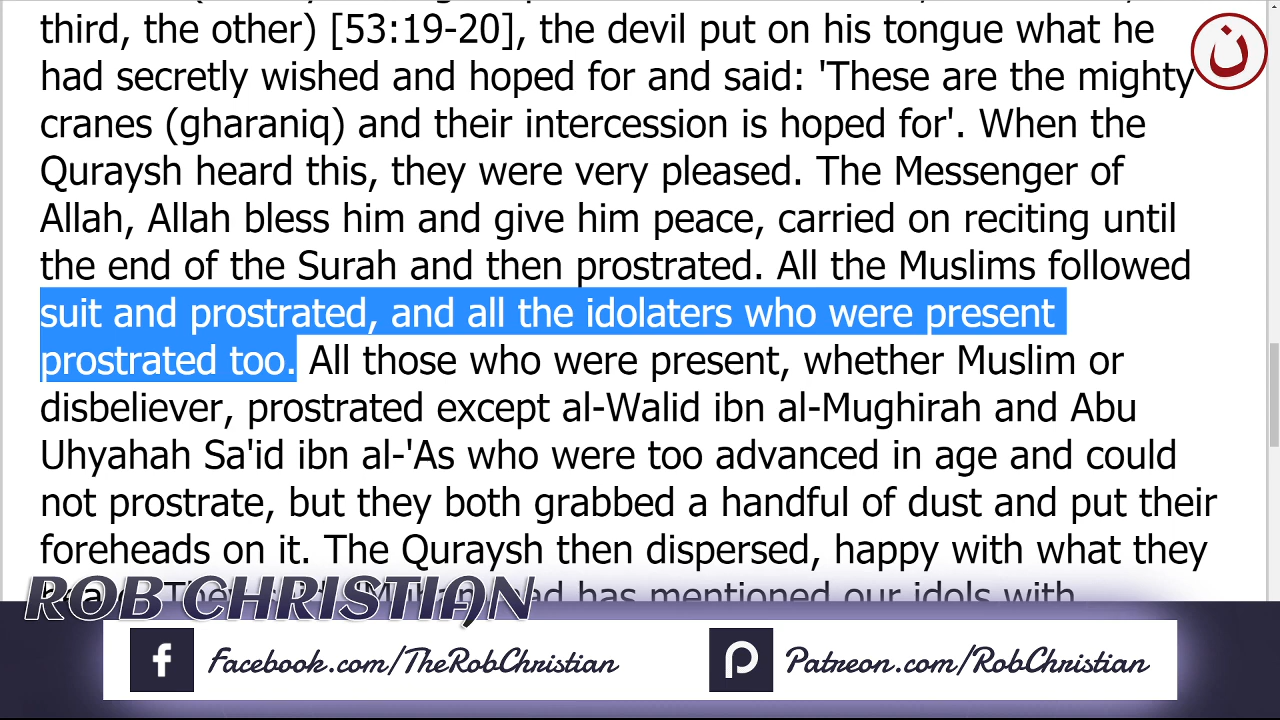 third, the other) [53:19-20], the devil put on his tongue what he
had secretly wished and hoped for and said: 'These are the mighty
cranes (gharaniq) and their intercession is hoped for'. When the
Quraysh heard this, they were very pleased. The Messenger of
Allah, Allah bless him and give him peace, carried on reciting until
the end of the Surah and then prostrated. All the Muslims followed
suit and prostrated, and all the idolaters who were present
prostrated too. All those who were present, whether Muslim or
disbeliever, prostrated except al-Walid ibn al-Mughirah and Abu
Uhyahah Sa'id ibn al-'As who were too advanced in age and could
not prostrate, but they both grabbed a handful of dust and put their
foreheads on it. The Quraysh then dispersed, happy with what they
has mentioned our idols with
ROB CHRISTIAN
Facebook.com/TheRobChristian
Patreon.com/RobChristian
ن